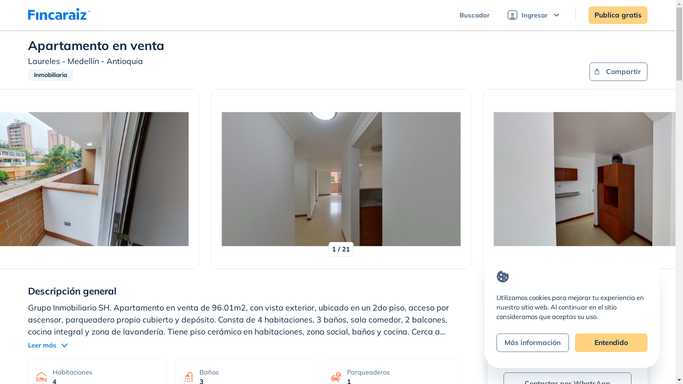 Fincaraiz
Buscador
Ingresar
Publica gratis
Apartamento en venta
Laureles - Medellín - Antioquia
Inmobiliaria
Compartir
1 / 21
Descripción general
Grupo Inmobiliario SH. Apartamento en venta de 96.01m2, con vista exterior, ubicado en un 2do piso, acceso por
ascensor, parqueadero propio cubierto y depósito. Consta de 4 habitaciones, 3 baños, sala comedor, 2 balcones,
cocina integral y zona de lavandería. Tiene piso cerámico en habitaciones, zona social, baños y cocina. Cerca a...
Leer más
Habitaciones
4
Baños
3
Parqueaderos
1
Utilizamos cookies para mejorar tu experiencia en
nuestro sitio web. Al continuar en el sitio
consideramos que aceptas su uso.
Más información
Entendido
Contactar por WhatsApp